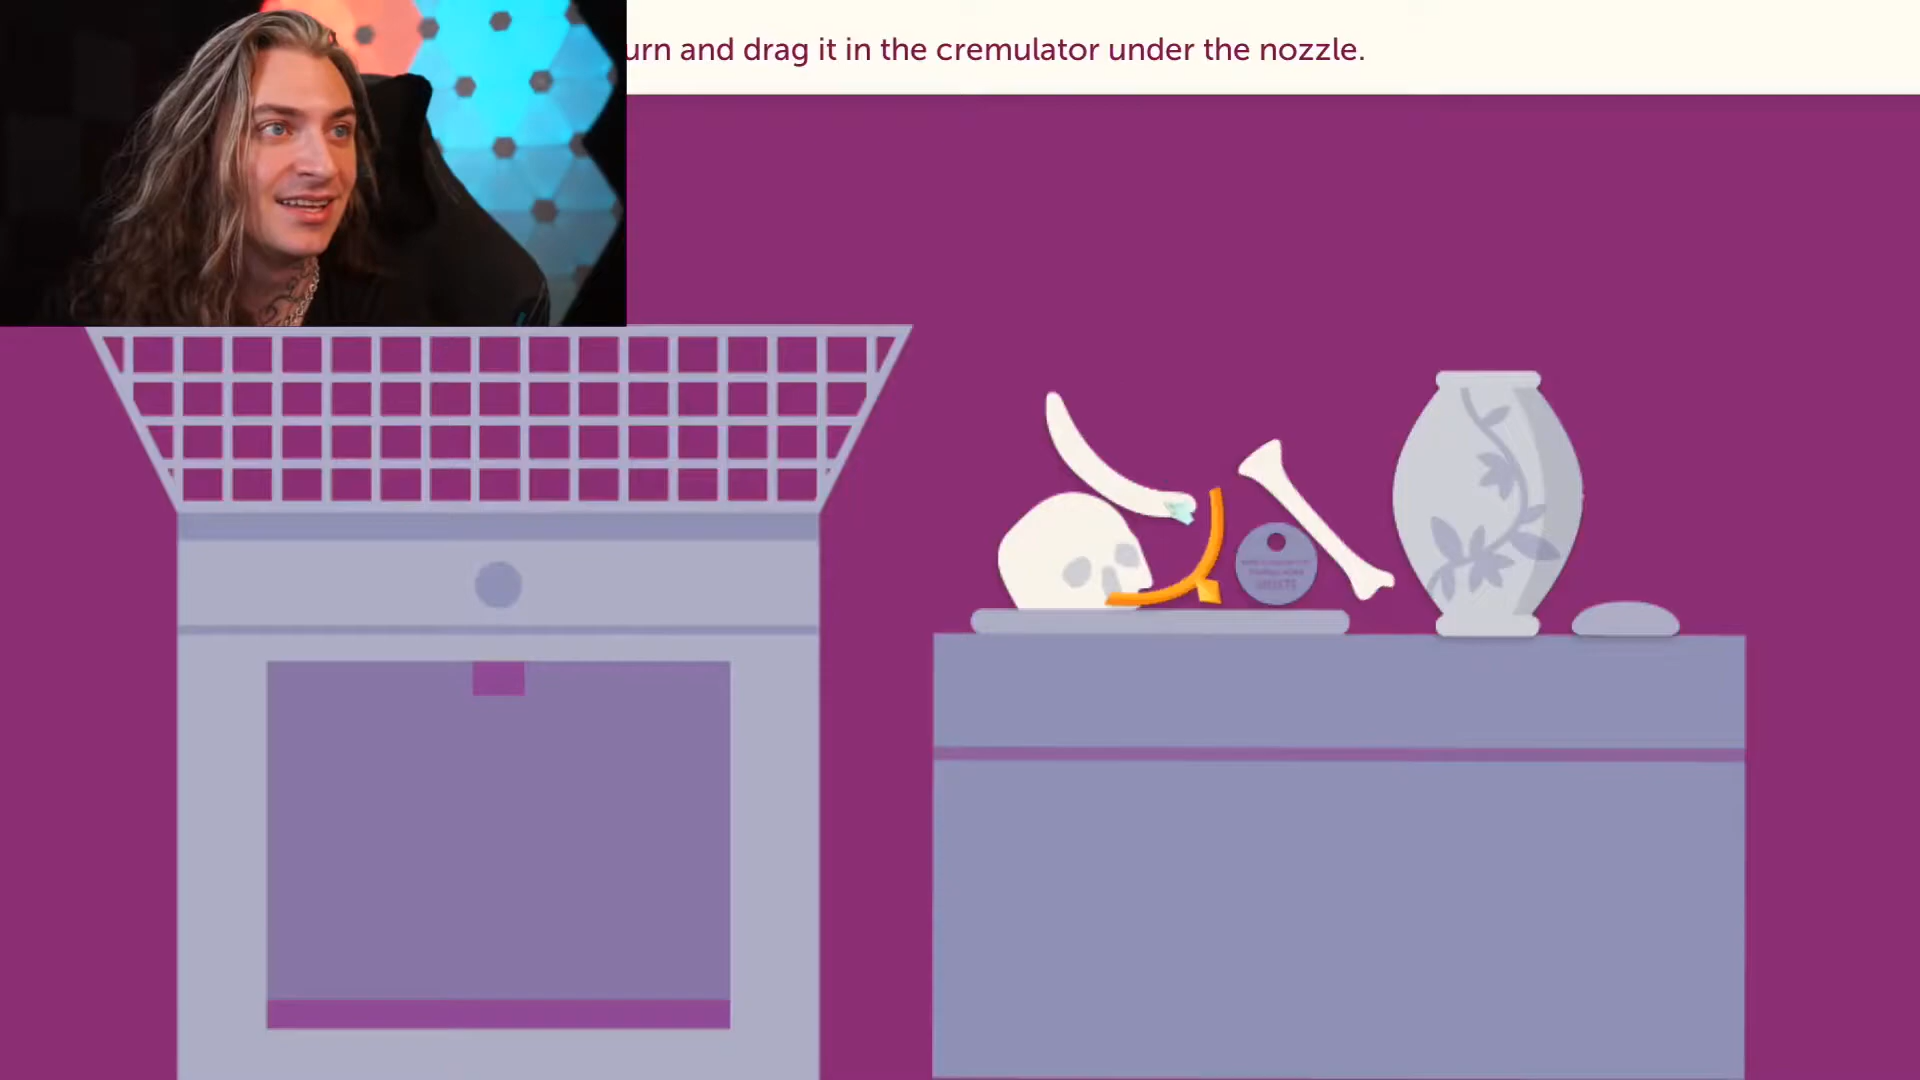 urn and drag it in the cremulator under the nozzle.